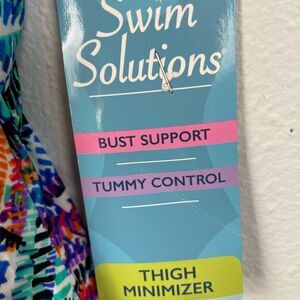 Swim
Solutions®
BUST SUPPORT
TUMMY CONTROL
THIGH
MINIMIZER